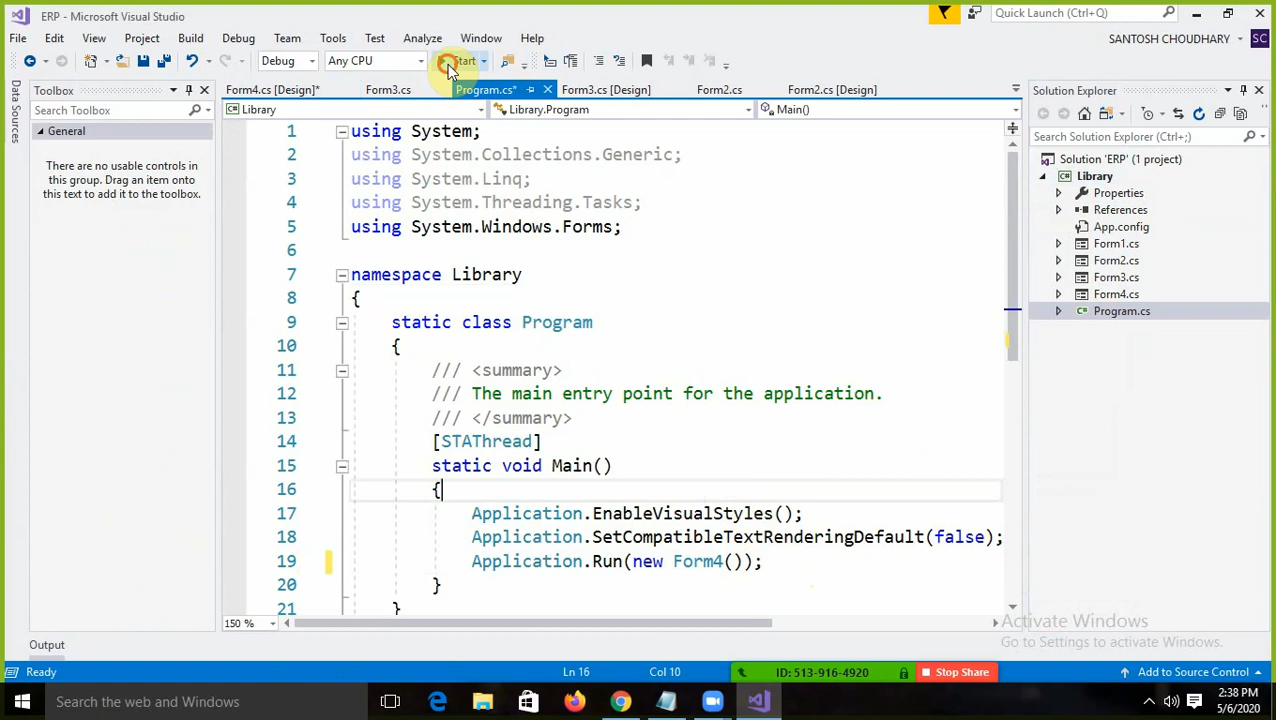 ERP - Microsoft Visual Studio
Quick Launch (Ctrl+Q)
File Edit View Project Build Debug Team Tools Test Analyze Window Help
SANTOSH CHOUDHARY SC
Debug Any CPU Start
Data Sources
Toolbox
Search Toolbox
General
There are no usable controls in
this group. Drag an item onto
this text to add it to the toolbox.
Form4.cs [Design]* Form3.cs Program.cs* Form3.cs [Design] Form2.cs Form2.cs [Design]
C# Library Library.Program Main()
1 using System;
2 using System.Collections.Generic;
3 using System.Linq;
4 using System.Threading.Tasks;
5 using System.Windows.Forms;
6
7 namespace Library
8 {
9 static class Program
10 {
11 /// <summary>
12 /// The main entry point for the application.
13 /// </summary>
14 [STAThread]
15 static void Main()
16 {
17 Application.EnableVisualStyles();
18 Application.SetCompatibleTextRenderingDefault(false);
19 Application.Run(new Form4());
20 }
21 }
150 %
Solution Explorer
Search Solution Explorer (Ctrl+;)
Solution 'ERP' (1 project)
C# Library
Properties
References
App.config
Form1.cs
Form2.cs
Form3.cs
Form4.cs
C# Program.cs
Activate Windows
Go to Settings to activate Windows.
Output
Ready Ln 16 Col 10 ID: 513-916-4920 Stop Share Add to Source Control
Search the web and Windows
2:38 PM
5/6/2020